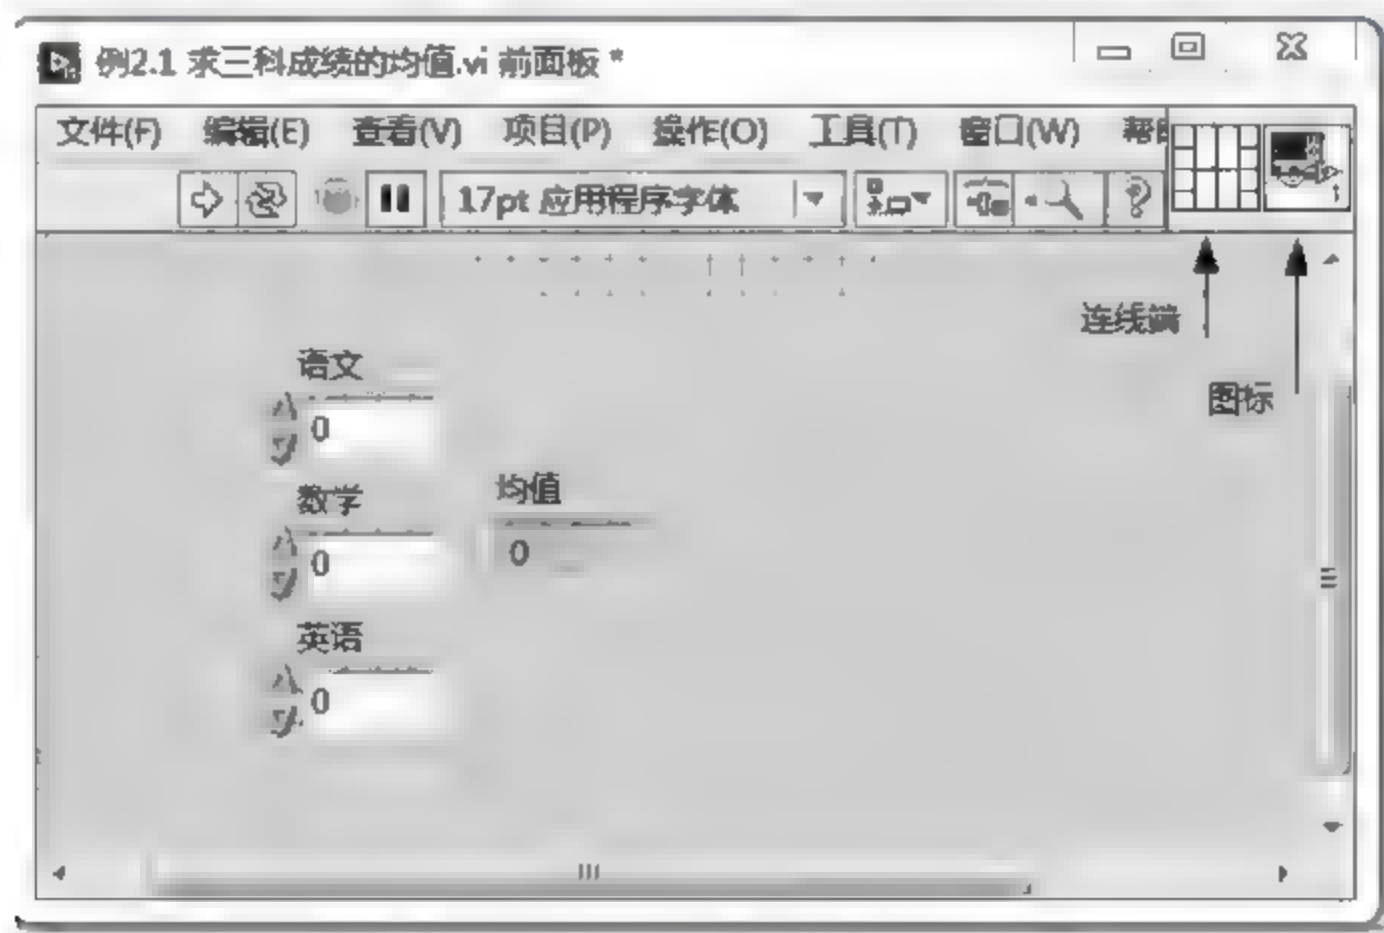 例2.1 求三科成绩的均值.vi 前面板 *
文件(F) 编辑(E) 查看(V) 项目(P) 操作(O) 工具(T) 窗口(W)
17pt 应用程序字体
连线端
图标
语文
0
数学
0
均值
0
英语
0